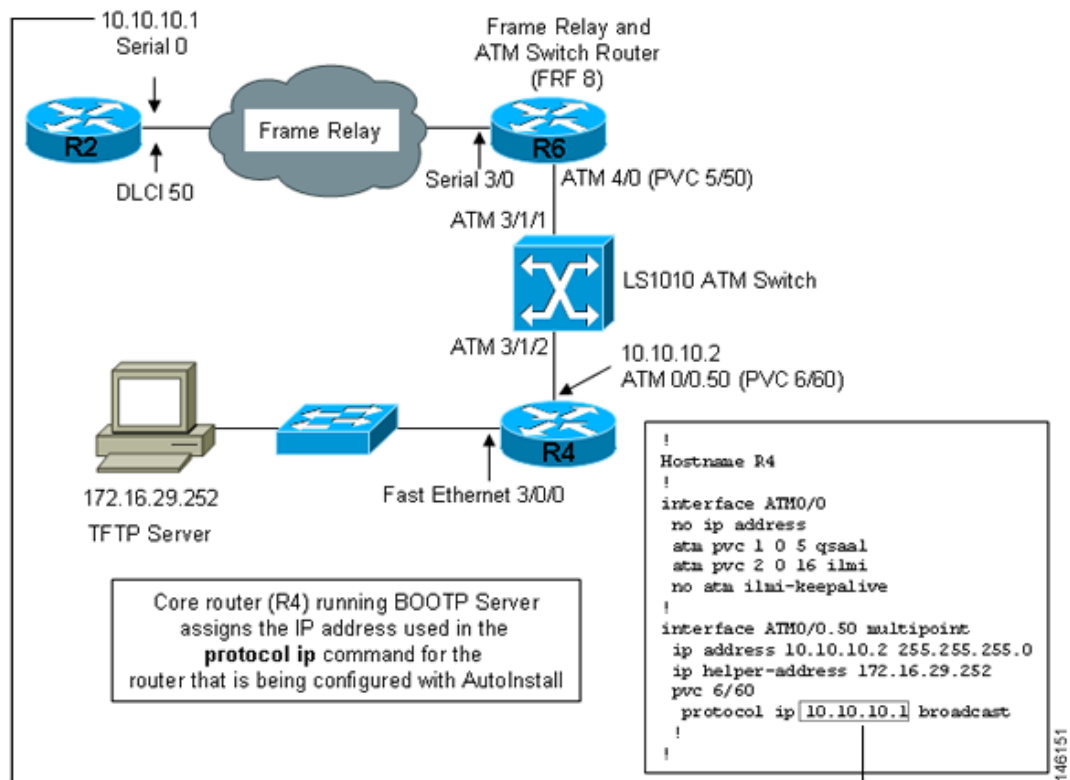 10.10.10.1
Serial 0
Frame Relay and
ATM Switch Router
(FRF 8)
R2
Frame Relay
R6
DLCI 50
Serial 3/0
ATM 4/0 (PVC 5/50)
ATM 3/1/1
LS1010 ATM Switch
ATM 3/1/2
10.10.10.2
ATM 0/0.50 (PVC 6/60)
R4
172.16.29.252
TFTP Server
Fast Ethernet 3/0/0
Core router (R4) running BOOTP Server
assigns the IP address used in the
protocol ip command for the
router that is being configured with AutoInstall
!
Hostname R4
!
interface ATM0/0
no ip address
atm pvc 1 0 5 qsaal
atm pvc 2 0 16 ilmi
no atm ilmi-keepalive
!
interface ATM0/0.50 multipoint
ip address 10.10.10.2 255.255.255.0
ip helper-address 172.16.29.252
pvc 6/60
protocol ip 10.10.10.1 broadcast
!
!
146151